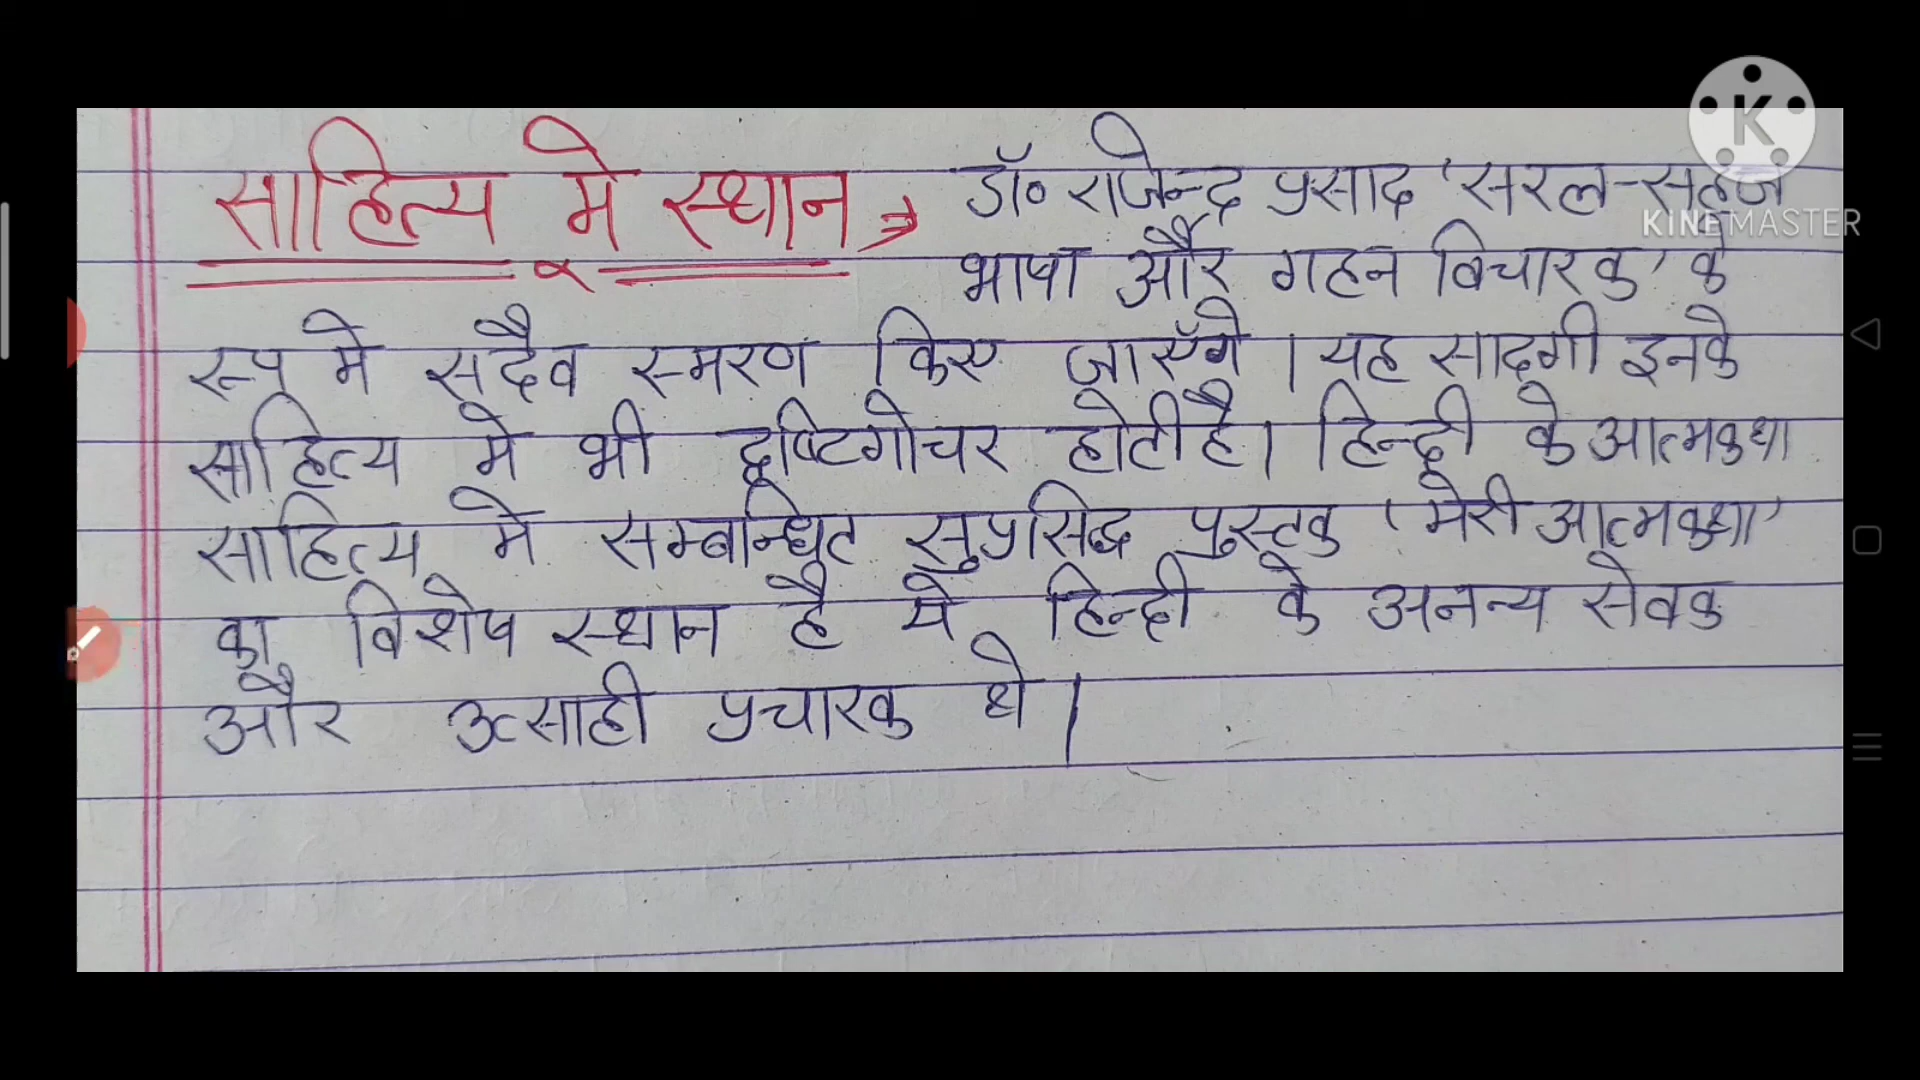 साहित्य मे स्थान ⇒ डॉ० राजेन्द्र प्रसाद 'सरल-सहज
भाषा और गहन विचारक' के
रूप मे सदैव स्मरण किए जाएँगे । यह सादगी इनके
साहित्य मे भी दृष्टिगोचर होती है। हिन्दी के आत्मकथा
साहित्य मे सम्बन्धित सुप्रसिद्ध पुस्तक 'मेरी आत्मकथा'
का विशेष स्थान है ये हिन्दी के अनन्य सेवक
और उत्साही प्रचारक थे ।
K
KINEMASTER